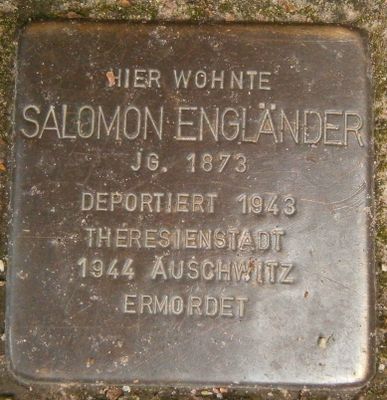 HIER WOHNTE
SALOMON ENGLÄNDER
JG. 1873
DEPORTIERT 1943
THERESIENSTADT
1944 AUSCHWITZ
ERMORDET